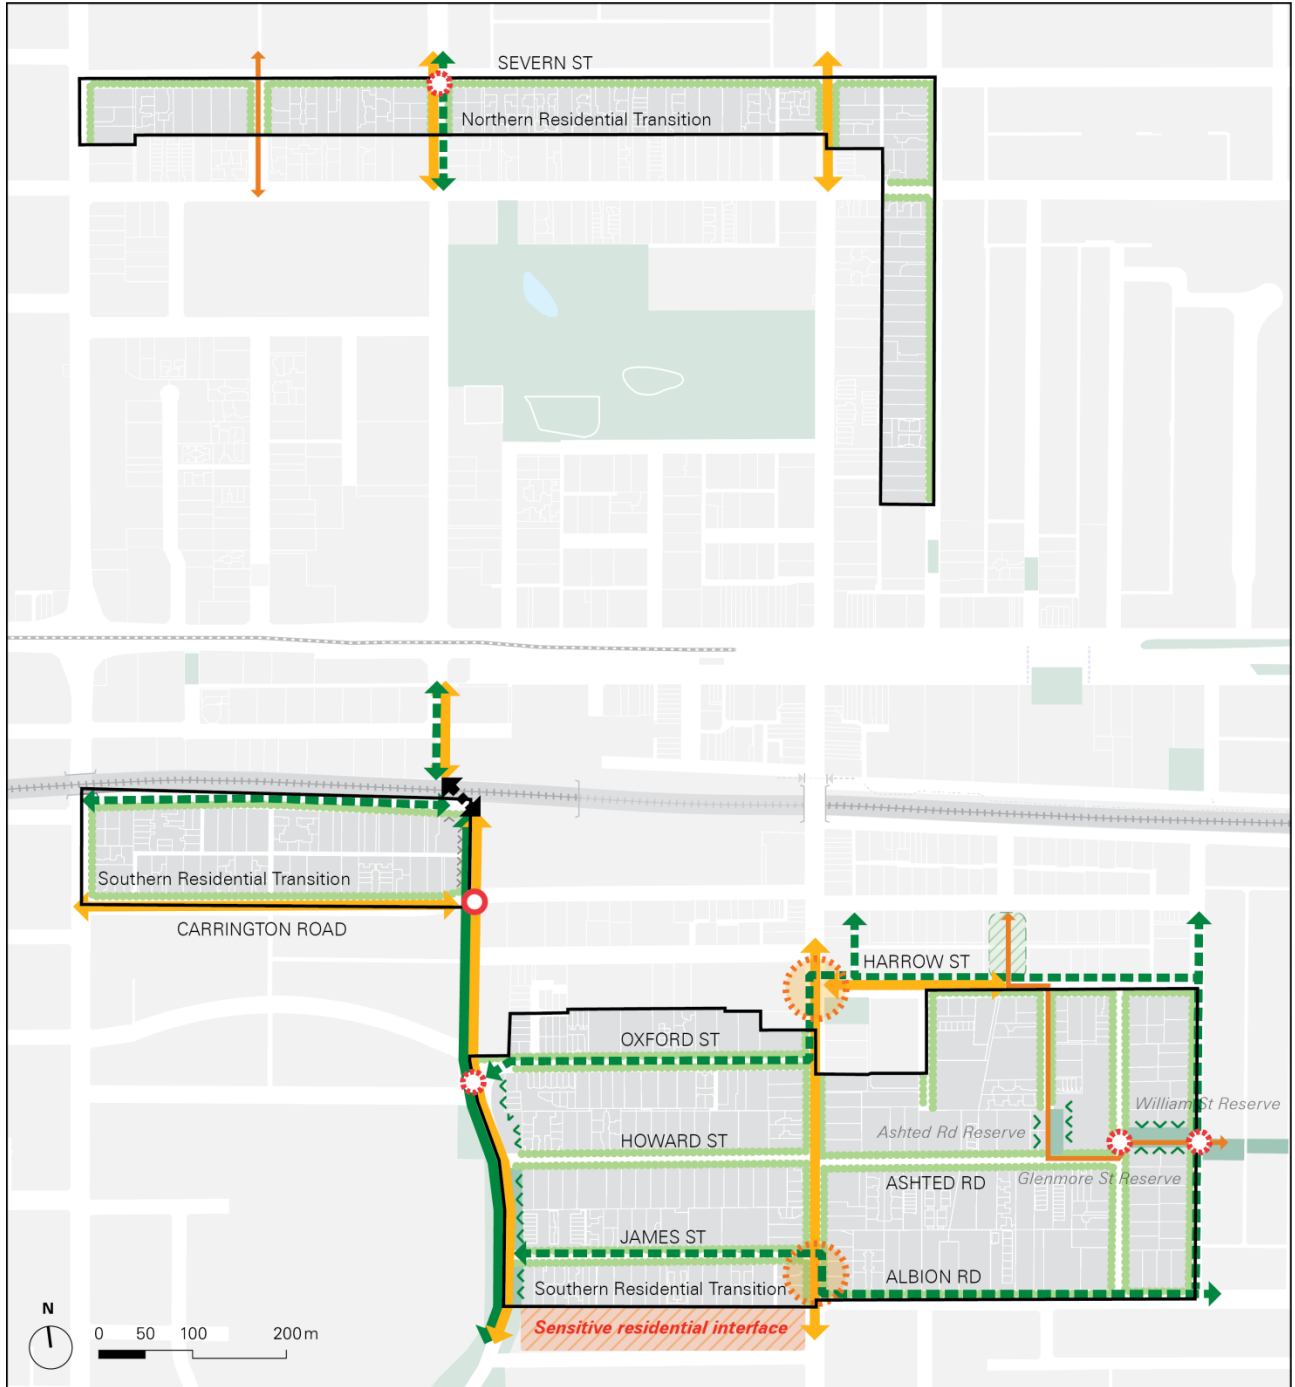 SEVERN ST
Northern Residential Transition
Southern Residential Transition
CARRINGTON ROAD
HARROW ST
OXFORD ST
William St Reserve
Ashted Rd Reserve
HOWARD ST
Glenmore St Reserve
ASHTED RD
JAMES ST
ALBION RD
Southern Residential Transition
Sensitive residential interface
N
0 50 100 200m